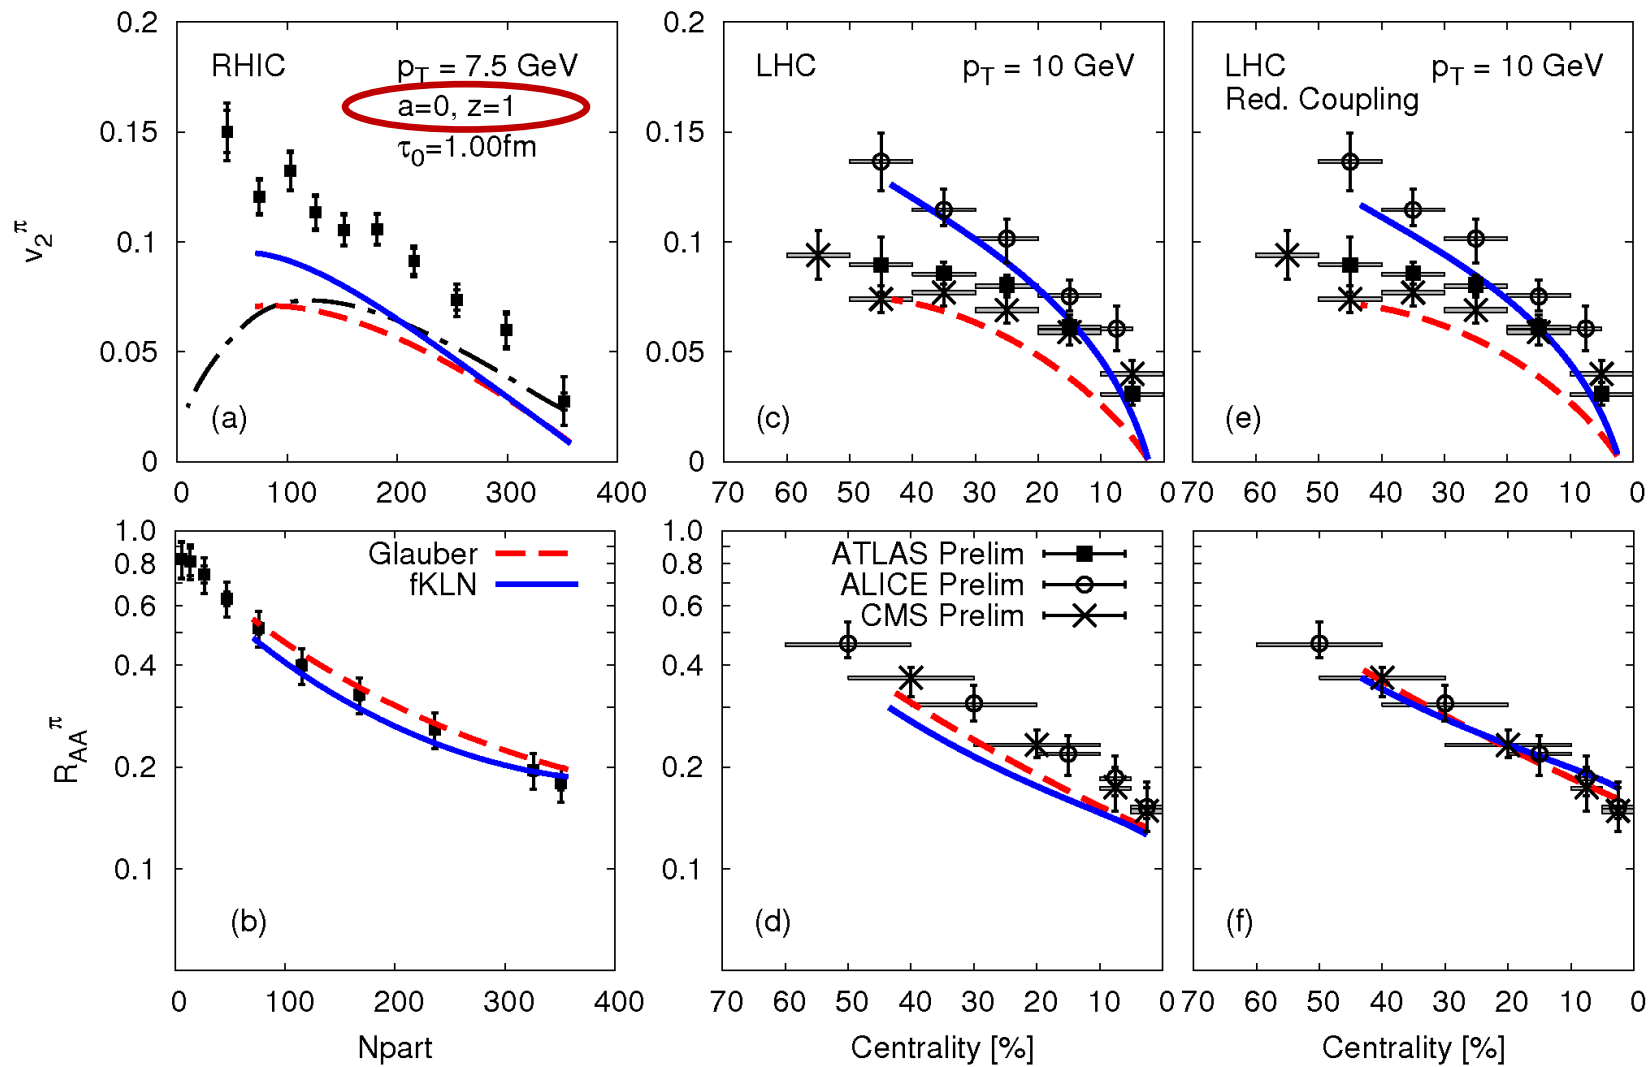 0.2
0.15
0.1
0.05
0
v₂^π
RHIC
p_T = 7.5 GeV
a=0, z=1
τ₀=1.00fm
(a)
0 100 200 300 400
0.2
0.15
0.1
0.05
0
LHC
p_T = 10 GeV
(c)
70 60 50 40 30 20 10 0
LHC
p_T = 10 GeV
Red. Coupling
(e)
70 60 50 40 30 20 10 0
1.0
0.8
0.6
0.4
0.2
0.1
R_AA^π
Glauber
fKLN
(b)
0 100 200 300 400
Npart
1.0
0.8
0.6
0.4
0.2
0.1
ATLAS Prelim
ALICE Prelim
CMS Prelim
(d)
70 60 50 40 30 20 10 0
Centrality [%]
(f)
70 60 50 40 30 20 10 0
Centrality [%]